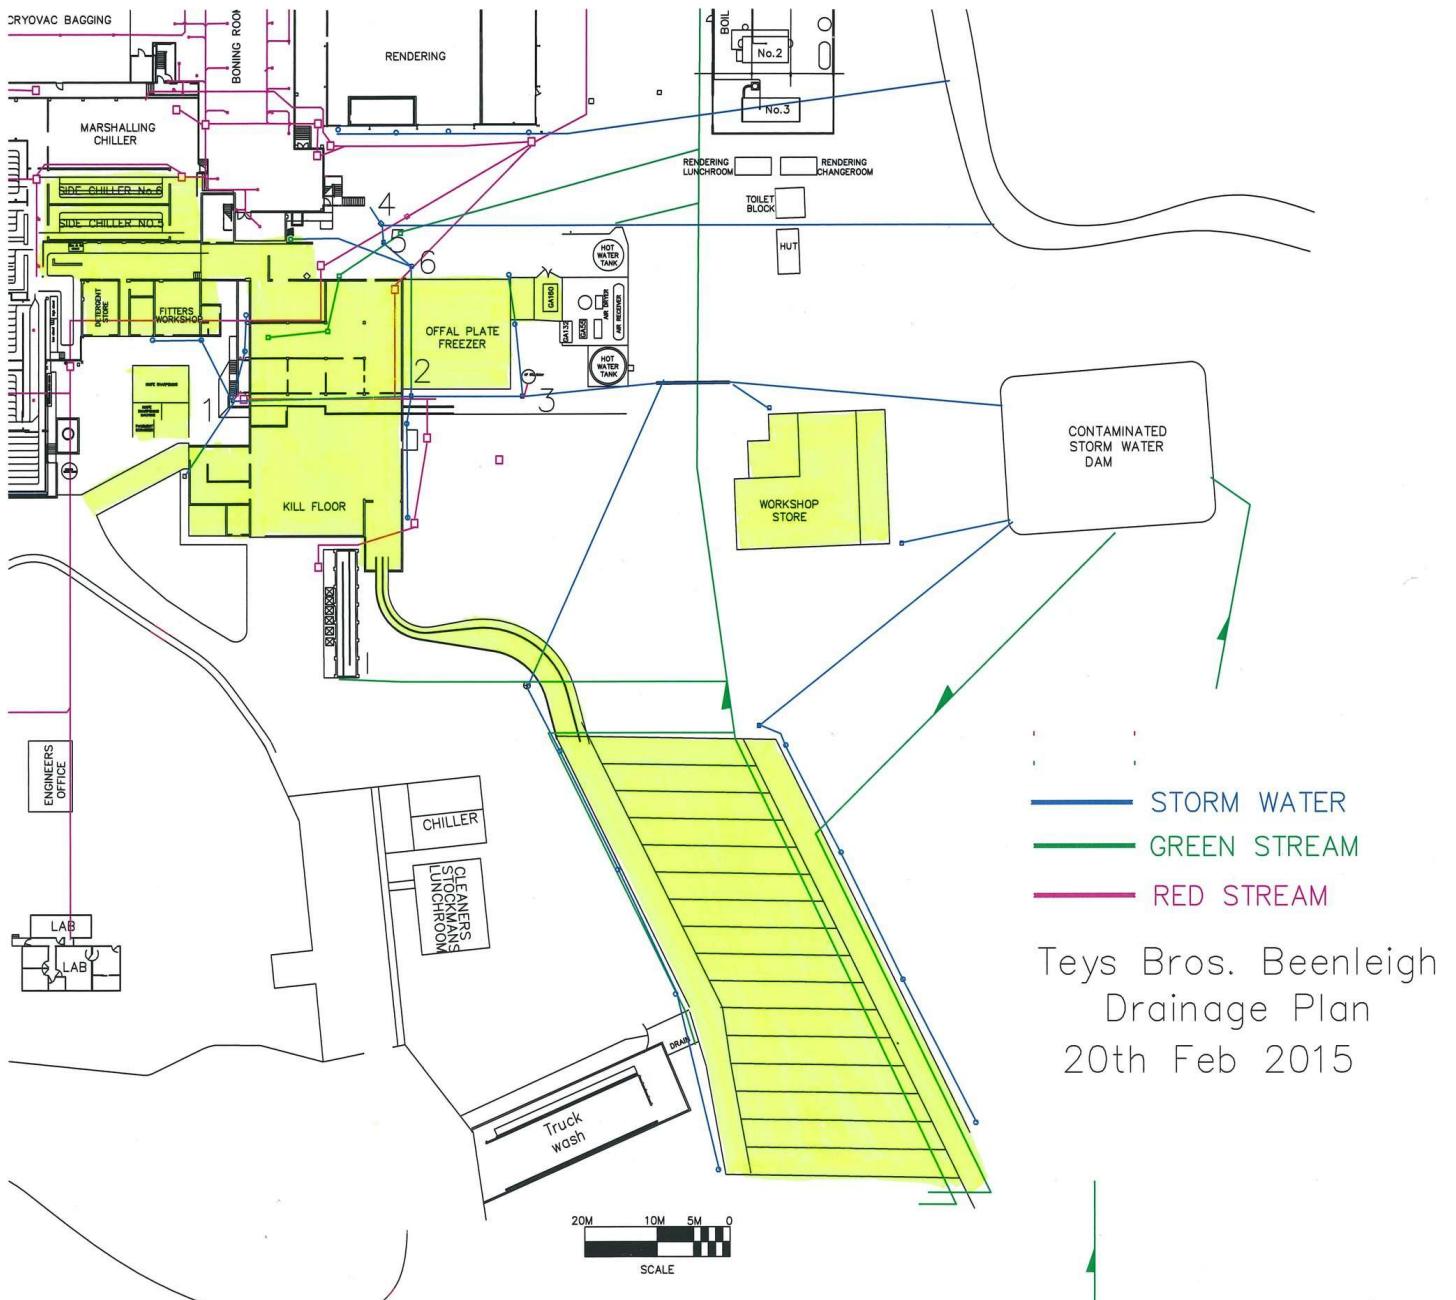 CRYOVAC BAGGING
BONING ROOM
RENDERING
BOIL
No.2
No.3
MARSHALLING
CHILLER
RENDERING
LUNCHROOM
RENDERING
CHANGEROOM
TOILET
BLOCK
HUT
SIDE CHILLER No.6
SIDE CHILLER NO.5
4
5
6
HOT
WATER
TANK
DETERGENT
STORE
FITTERS
WORKSHOP
OFFAL PLATE
FREEZER
GA160
GA132
GA55
AIR DRYER
AIR RECEIVER
HOT
WATER
TANK
2
1
3
KILL FLOOR
WORKSHOP
STORE
CONTAMINATED
STORM WATER
DAM
ENGINEERS
OFFICE
CHILLER
CLEANERS
STOCKMANS
LUNCHROOM
LAB
LAB
DRAIN
Truck
wash
STORM WATER
GREEN STREAM
RED STREAM
Teys Bros. Beenleigh
Drainage Plan
20th Feb 2015
20M 10M 5M 0
SCALE